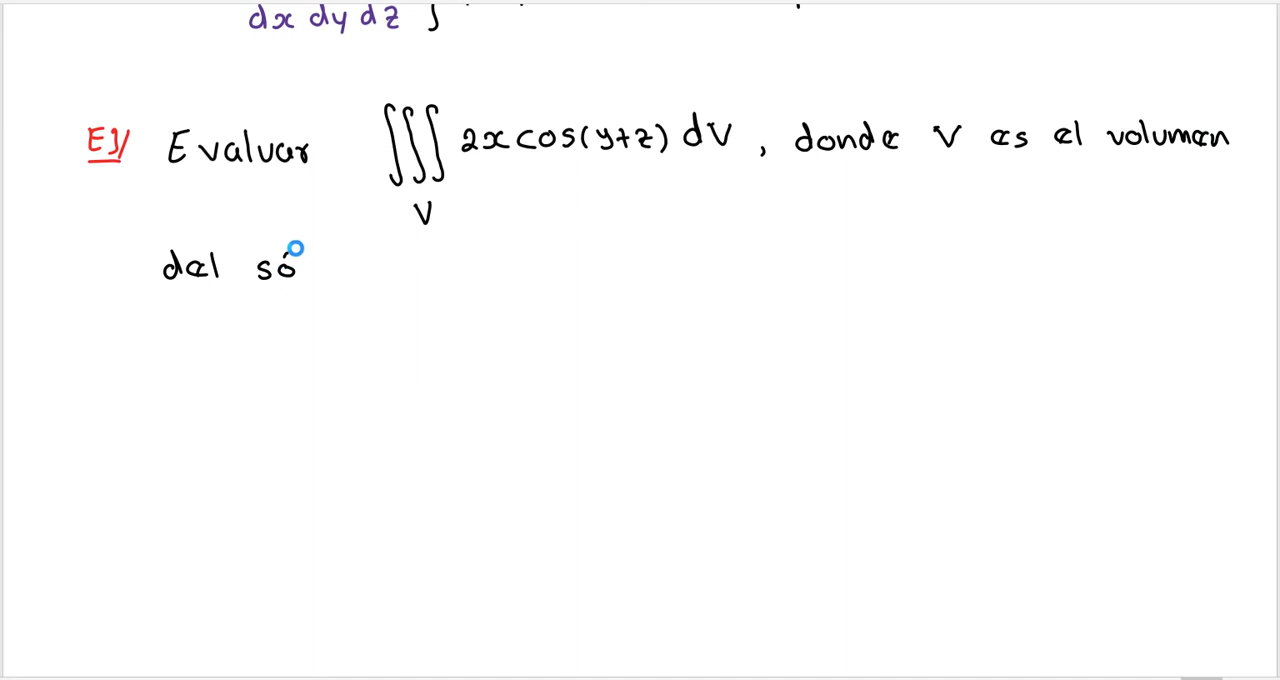 dx dy dz
EJ/ Evaluar ∭ 2x cos(y+z) dV , donde V es el volumen
V
del só